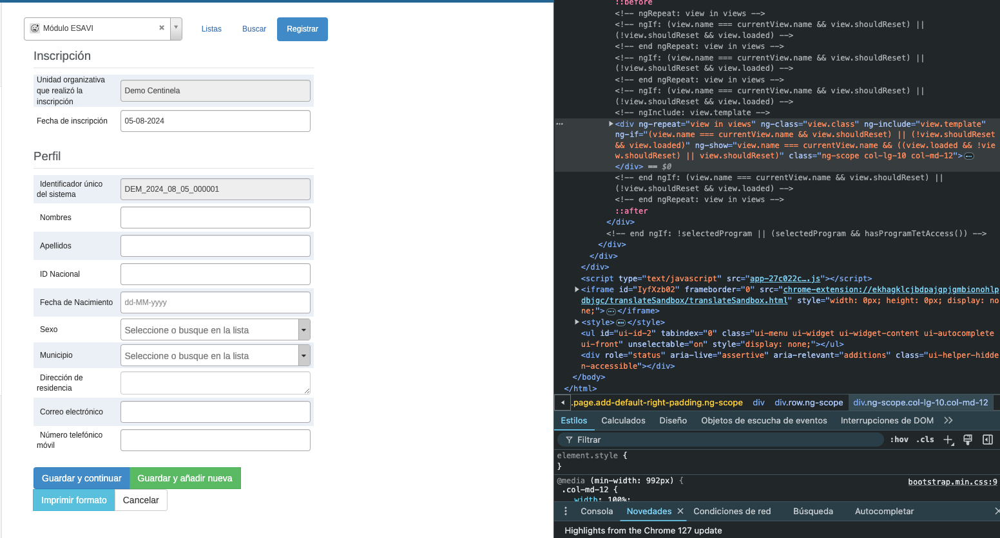 Módulo ESAVI
Listas
Buscar
Registrar
Inscripción
Unidad organizativa
que realizó la
inscripción
Demo Centinela
Fecha de inscripción
05-08-2024
Perfil
Identificador único
del sistema
DEM_2024_08_05_000001
Nombres
Apellidos
ID Nacional
Fecha de Nacimiento
dd-MM-yyyy
Sexo
Seleccione o busque en la lista
Municipio
Seleccione o busque en la lista
Dirección de
residencia
Correo electrónico
Número telefónico
móvil
Guardar y continuar
Guardar y añadir nueva
Imprimir formato
Cancelar
::before
<!-- ngRepeat: view in views -->
<!-- ngIf: (view.name === currentView.name && view.shouldReset) ||
(!view.shouldReset && view.loaded) -->
<!-- end ngRepeat: view in views -->
<!-- ngIf: (view.name === currentView.name && view.shouldReset) ||
(!view.shouldReset && view.loaded) -->
<!-- end ngRepeat: view in views -->
<!-- ngIf: (view.name === currentView.name && view.shouldReset) ||
(!view.shouldReset && view.loaded) -->
<!-- ngInclude: view.template -->
<div ng-repeat="view in views" ng-class="view.class" ng-include="view.template"
ng-if="(view.name === currentView.name && view.shouldReset) || (!view.shouldReset
&& view.loaded)" ng-show="view.name === currentView.name && ((view.loaded && !vie
w.shouldReset) || view.shouldReset)" class="ng-scope col-lg-10 col-md-12">
</div> == $0
<!-- end ngIf: (view.name === currentView.name && view.shouldReset) ||
(!view.shouldReset && view.loaded) -->
<!-- end ngRepeat: view in views -->
::after
</div>
<!-- end ngIf: !selectedProgram || (selectedProgram && hasProgramTetAccess()) -->
</div>
</div>
</div>
<script type="text/javascript" src="app-27c022c….js"></script>
<iframe id="IyfXzb02" frameborder="0" src="chrome-extension://ekhagklcjbdpajgpjgmbionohlp
dbjgc/translateSandbox/translateSandbox.html" style="width: 0px; height: 0px; display: no
ne;"></iframe>
<style></style>
<ul id="ui-id-2" tabindex="0" class="ui-menu ui-widget ui-widget-content ui-autocomplete
ui-front" unselectable="on" style="display: none;"></ul>
<div role="status" aria-live="assertive" aria-relevant="additions" class="ui-helper-hidde
n-accessible"></div>
</body>
</html>
.page.add-default-right-padding.ng-scope div div.row.ng-scope div.ng-scope.col-lg-10.col-md-12
Estilos Calculados Diseño Objetos de escucha de eventos Interrupciones de DOM
Filtrar
:hov .cls
element.style {
}
@media (min-width: 992px) {
bootstrap.min.css:9
.col-md-12 {
width: 100%;
Consola Novedades Condiciones de red Búsqueda Autocompletar
Highlights from the Chrome 127 update